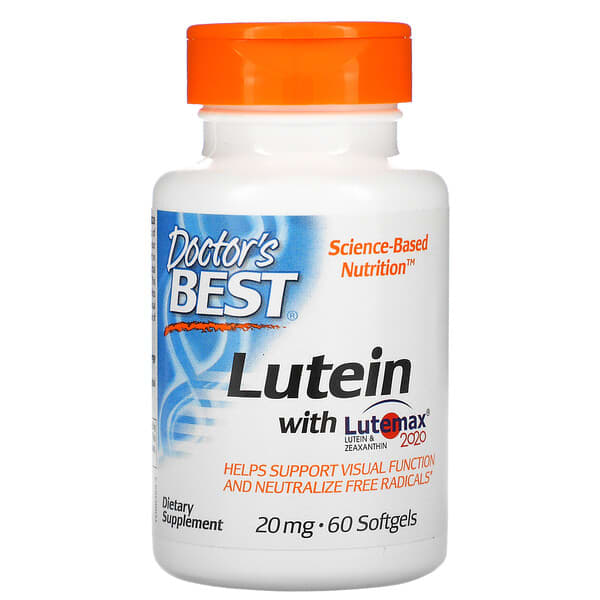 Doctor's
BEST®
Science-Based
Nutrition™
Lutein
with Lutemax®
2020
LUTEIN &
ZEAXANTHIN
HELPS SUPPORT VISUAL FUNCTION
AND NEUTRALIZE FREE RADICALS*
Dietary
Supplement
20 mg • 60 Softgels